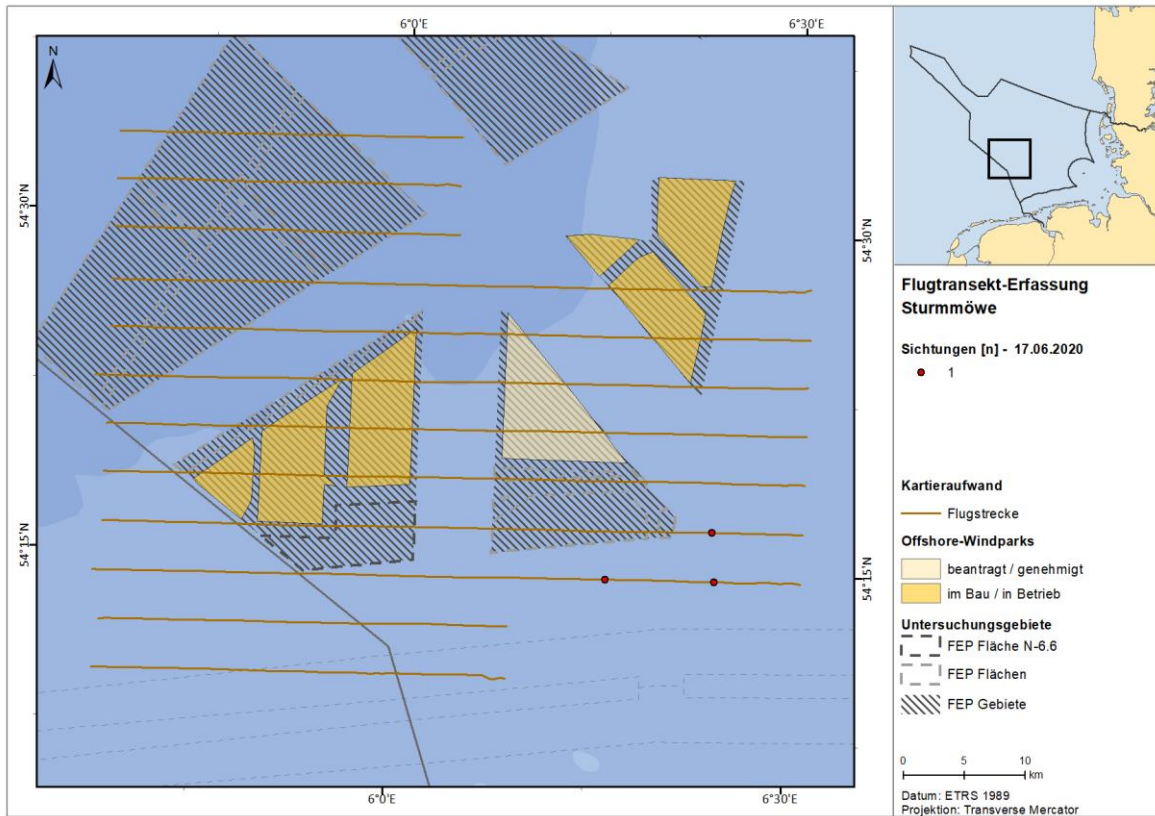 6°0'E
6°30'E
N
54°30'N
54°30'N
54°15'N
54°15'N
6°0'E
6°30'E
Flugtransekt-Erfassung
Sturmmöwe
Sichtungen [n] - 17.06.2020
1
Kartieraufwand
Flugstrecke
Offshore-Windparks
beantragt / genehmigt
im Bau / in Betrieb
Untersuchungsgebiete
FEP Fläche N-6.6
FEP Flächen
FEP Gebiete
0 5 10
km
Datum: ETRS 1989
Projektion: Transverse Mercator